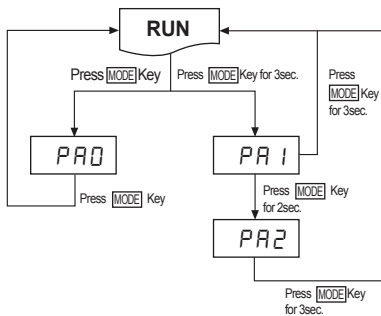 RUN
Press MODE Key
Press MODE Key for 3sec.
Press
MODE Key
for 3sec.
PA0
PA1
Press MODE Key
Press MODE Key
for 2sec.
PA2
Press MODE Key
for 3sec.